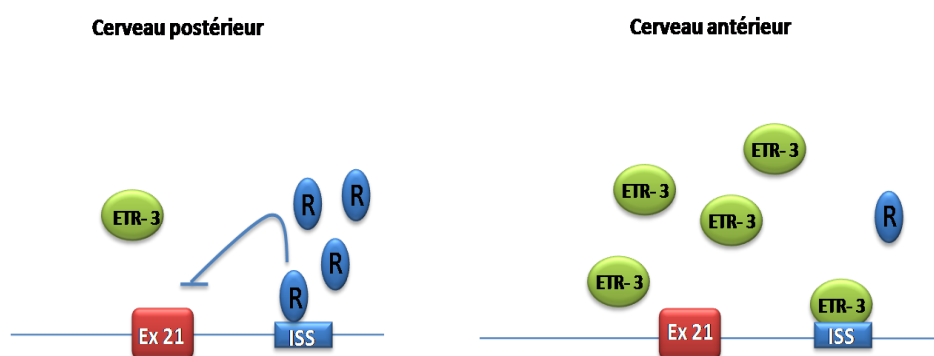 Cerveau postérieur
ETR- 3
R
R
R
R
Ex 21
ISS
Cerveau antérieur
ETR- 3
ETR- 3
ETR- 3
R
ETR- 3
ETR- 3
Ex 21
ISS